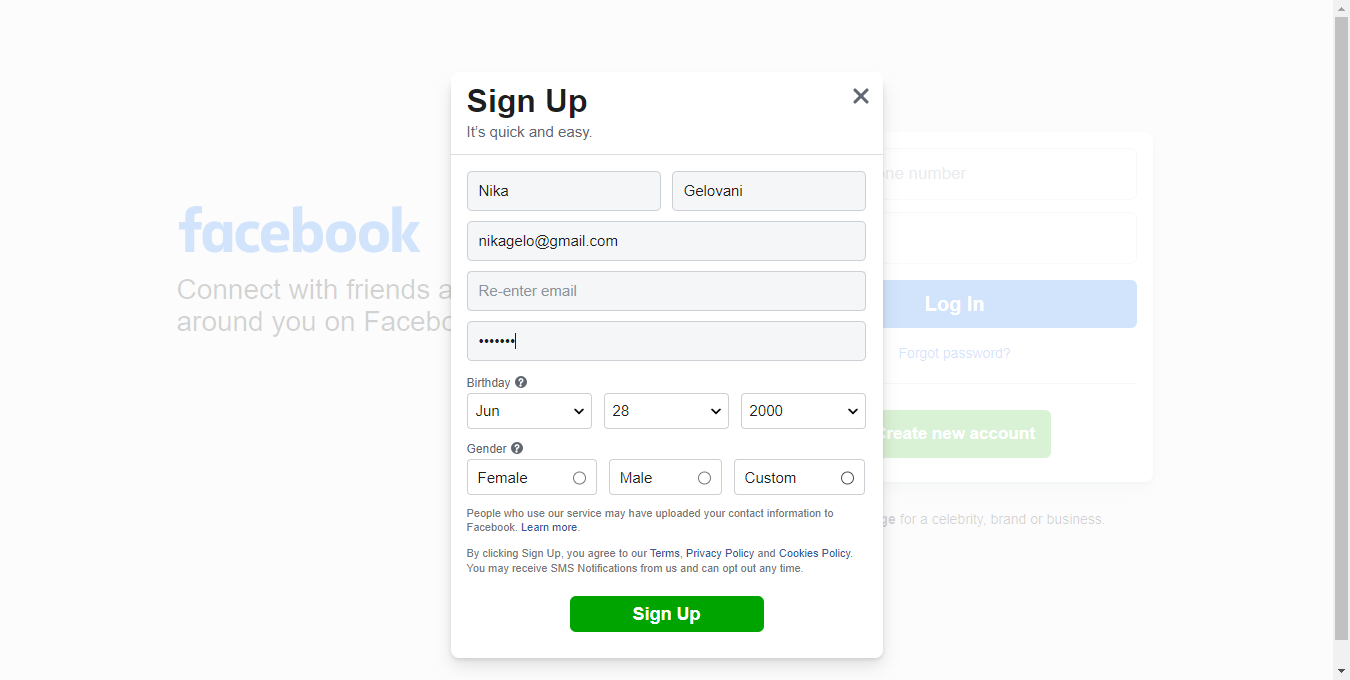 Sign Up
It's quick and easy.
Nika Gelovani
nikagelo@gmail.com
Re-enter email
•••••••
Birthday ?
Jun 28 2000
Gender ?
Female Male Custom
People who use our service may have uploaded your contact information to
Facebook. Learn more.
By clicking Sign Up, you agree to our Terms, Privacy Policy and Cookies Policy.
You may receive SMS Notifications from us and can opt out any time.
Sign Up
facebook
Connect with friends
around you on
number
Log In
Forgot password?
Create new account
for a celebrity, brand or business.